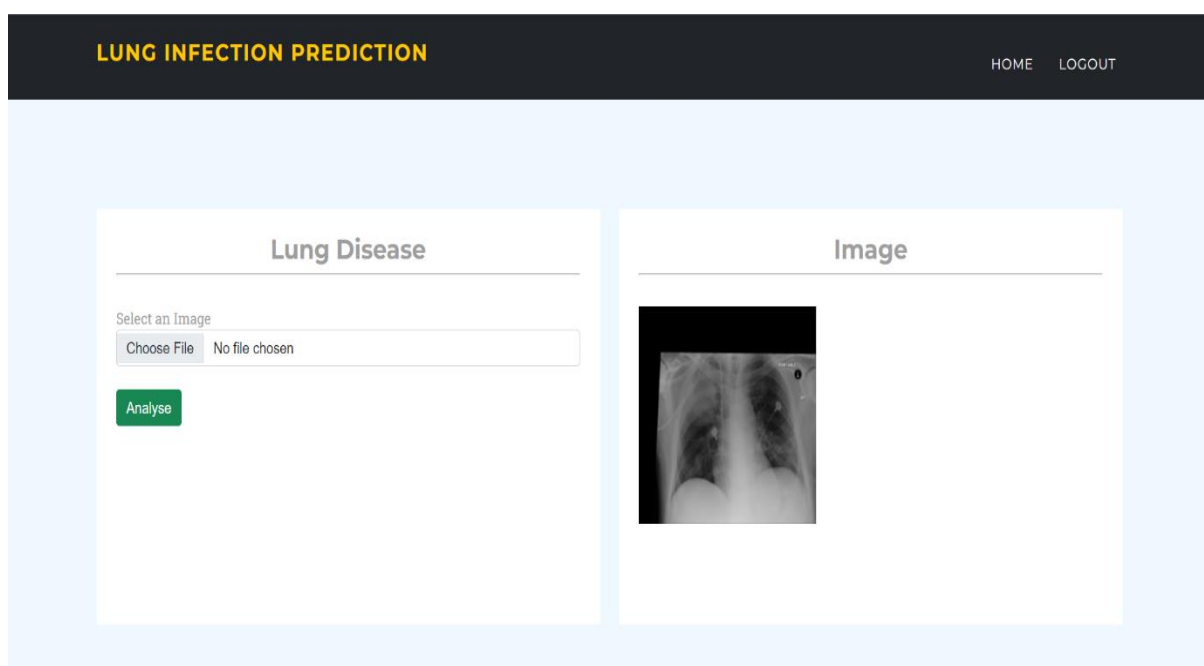 LUNG INFECTION PREDICTION
HOME LOGOUT
Lung Disease
Select an Image
Choose File No file chosen
Analyse
Image